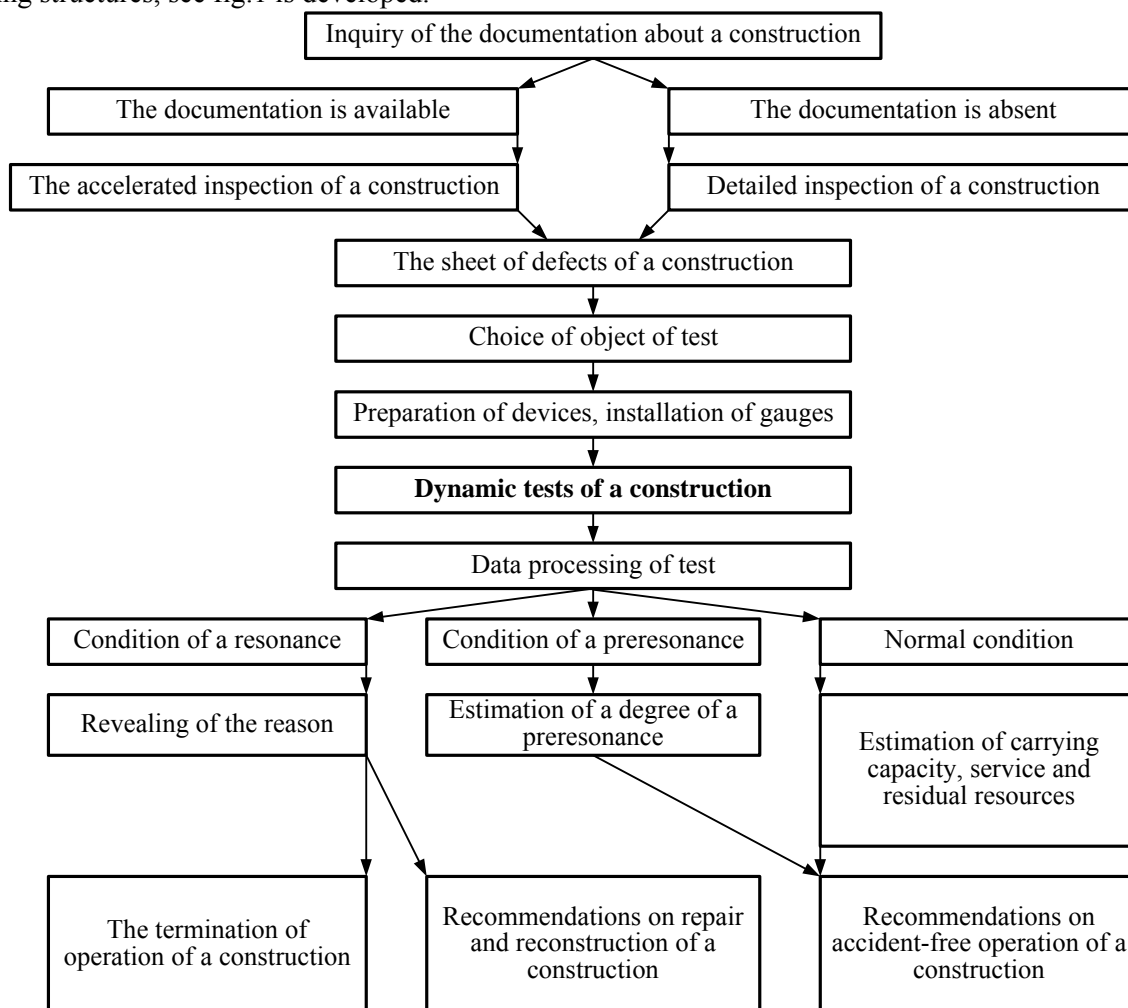 ing structures, see fig.1 is developed.
Inquiry of the documentation about a construction
The documentation is available
The documentation is absent
The accelerated inspection of a construction
Detailed inspection of a construction
The sheet of defects of a construction
Choice of object of test
Preparation of devices, installation of gauges
Dynamic tests of a construction
Data processing of test
Condition of a resonance
Condition of a preresonance
Normal condition
Revealing of the reason
Estimation of a degree of a
preresonance
Estimation of carrying
capacity, service and
residual resources
The termination of
operation of a construction
Recommendations on repair
and reconstruction of a
construction
Recommendations on
accident-free operation of a
construction